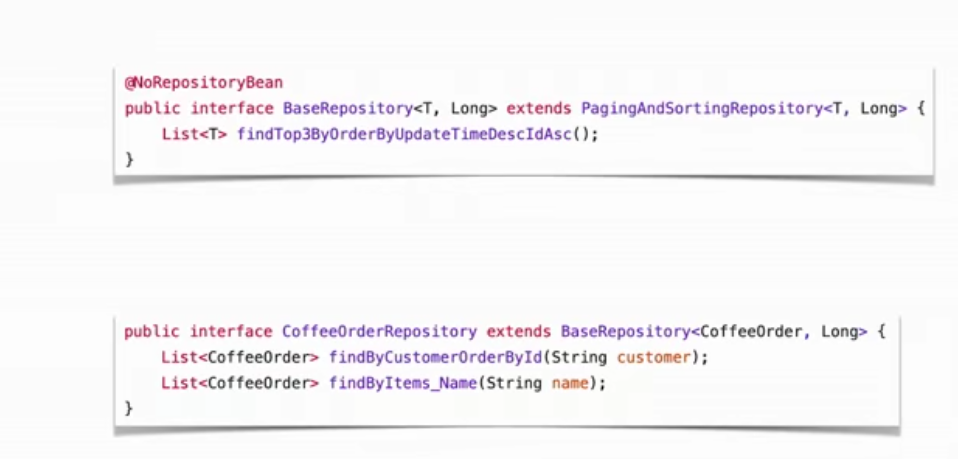 @NoRepositoryBean
public interface BaseRepository<T, Long> extends PagingAndSortingRepository<T, Long> {
    List<T> findTop3ByOrderByUpdateTimeDescIdAsc();
}
public interface CoffeeOrderRepository extends BaseRepository<CoffeeOrder, Long> {
    List<CoffeeOrder> findByCustomerOrderById(String customer);
    List<CoffeeOrder> findByItems_Name(String name);
}